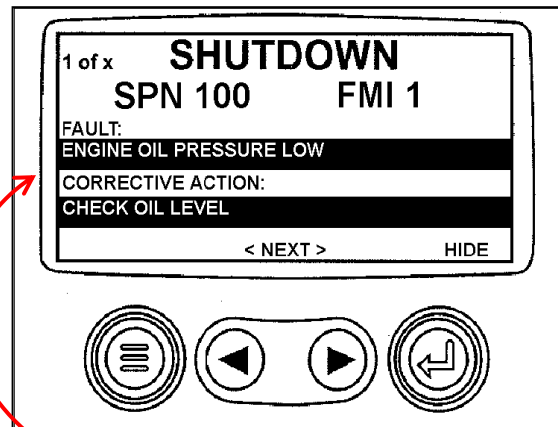 1 of x SHUTDOWN
SPN 100 FMI 1
FAULT:
ENGINE OIL PRESSURE LOW
CORRECTIVE ACTION:
CHECK OIL LEVEL
< NEXT > HIDE